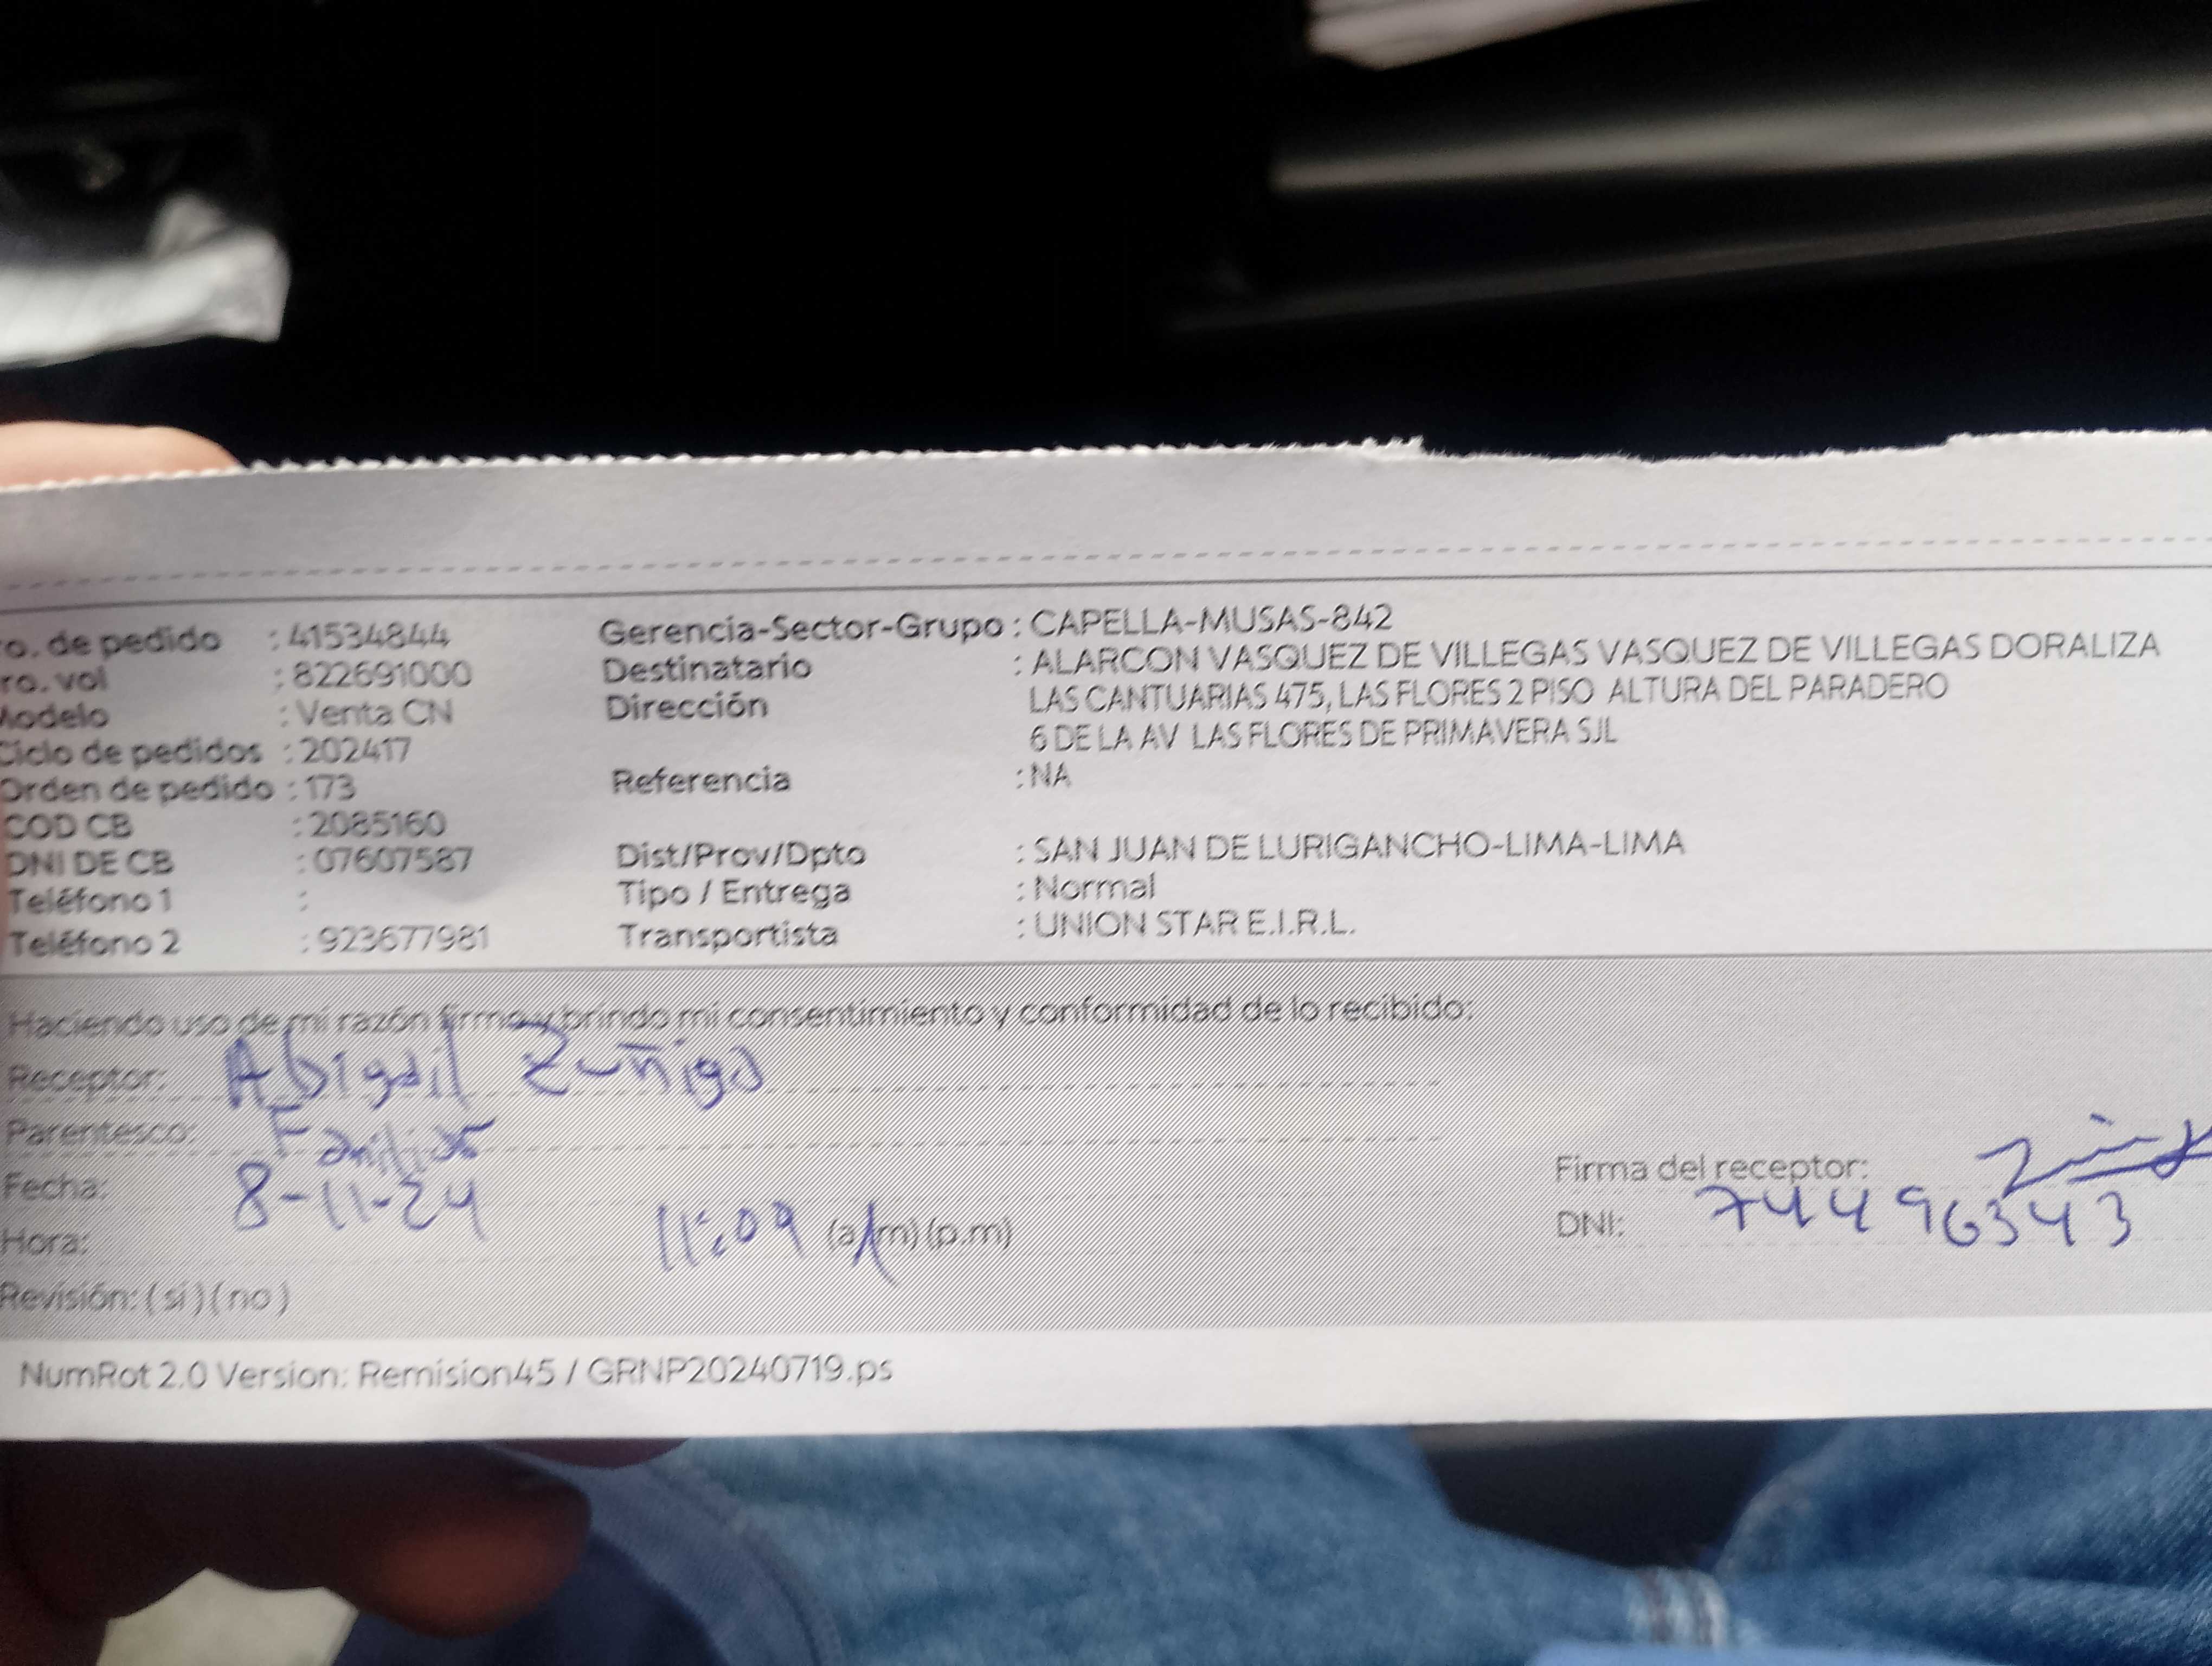 ro. de pedido : 41534844 Gerencia-Sector-Grupo : CAPELLA-MUSAS-842
ro. vol : 822691000 Destinatario : ALARCON VASQUEZ DE VILLEGAS VASQUEZ DE VILLEGAS DORALIZA
Modelo : Venta CN Dirección LAS CANTUARIAS 475, LAS FLORES 2 PISO ALTURA DEL PARADERO
Ciclo de pedidos : 202417 6 DE LA AV LAS FLORES DE PRIMAVERA SJL
Orden de pedido : 173 Referencia : NA
COD CB : 2085160
DNI DE CB : 07607587 Dist/Prov/Dpto : SAN JUAN DE LURIGANCHO-LIMA-LIMA
Teléfono 1 : Tipo / Entrega : Normal
Teléfono 2 : 923677981 Transportista : UNION STAR E.I.R.L.
Haciendo uso de mi razón firmo y brindo mi consentimiento y conformidad de lo recibido:
Receptor: Abigail Zuñiga
Parentesco: Familiar
Fecha: 8-11-24 Firma del receptor:
Hora: 11:09 (a/m) (p.m) DNI: 74496343
Revisión: ( si ) ( no )
NumRot 2.0 Version: Remision45 / GRNP20240719.ps